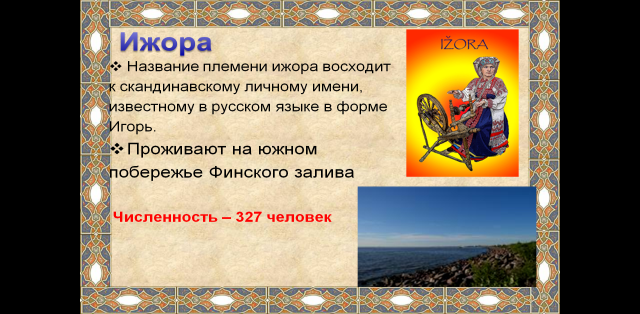 Ижора
❖ Название племени ижора восходит
к скандинавскому личному имени,
известному в русском языке в форме
Игорь.
❖ Проживают на южном
побережье Финского залива
Численность – 327 человек
IŽORA